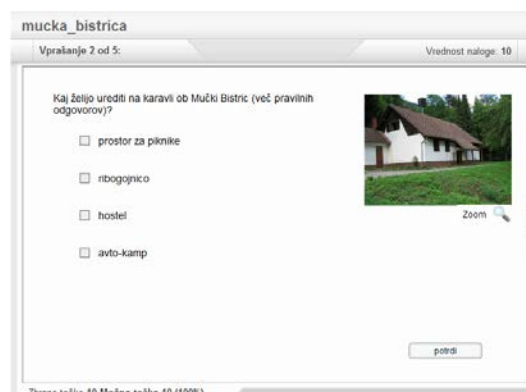 mucka_bistrica
Vprašanje 2 od 5:
Vrednost naloge: 10
Kaj želijo urediti na karavli ob Mučki Bistric (več pravilnih
odgovorov)?
prostor za piknike
ribogojnico
hostel
avto-kamp
Zoom
potrdi